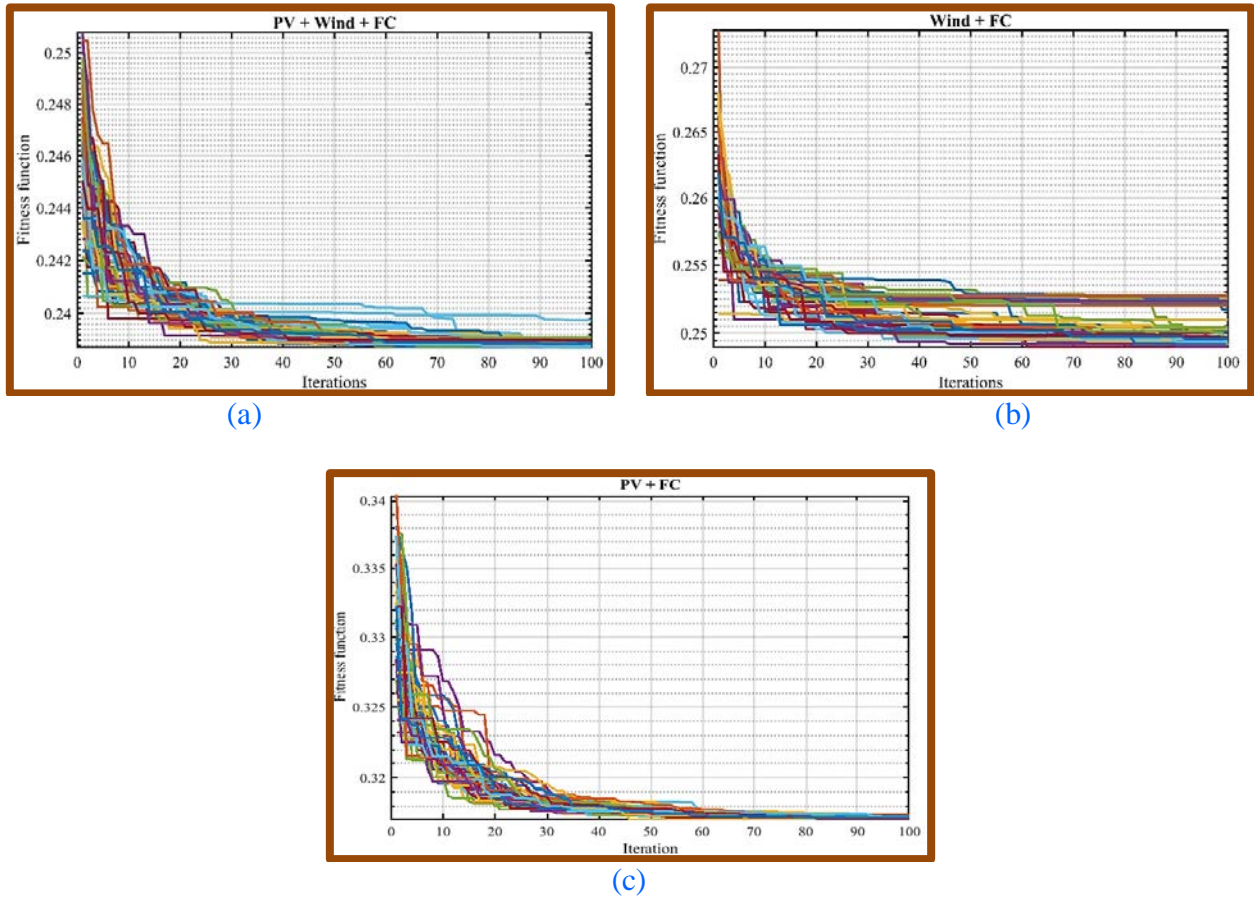 PV + Wind + FC
Fitness function
0.25
0.248
0.246
0.244
0.242
0.24
0 10 20 30 40 50 60 70 80 90 100
Iterations
(a)
Wind + FC
Fitness function
0.27
0.265
0.26
0.255
0.25
0 10 20 30 40 50 60 70 80 90 100
Iterations
(b)
PV + FC
Fitness function
0.34
0.335
0.33
0.325
0.32
0 10 20 30 40 50 60 70 80 90 100
Iteration
(c)